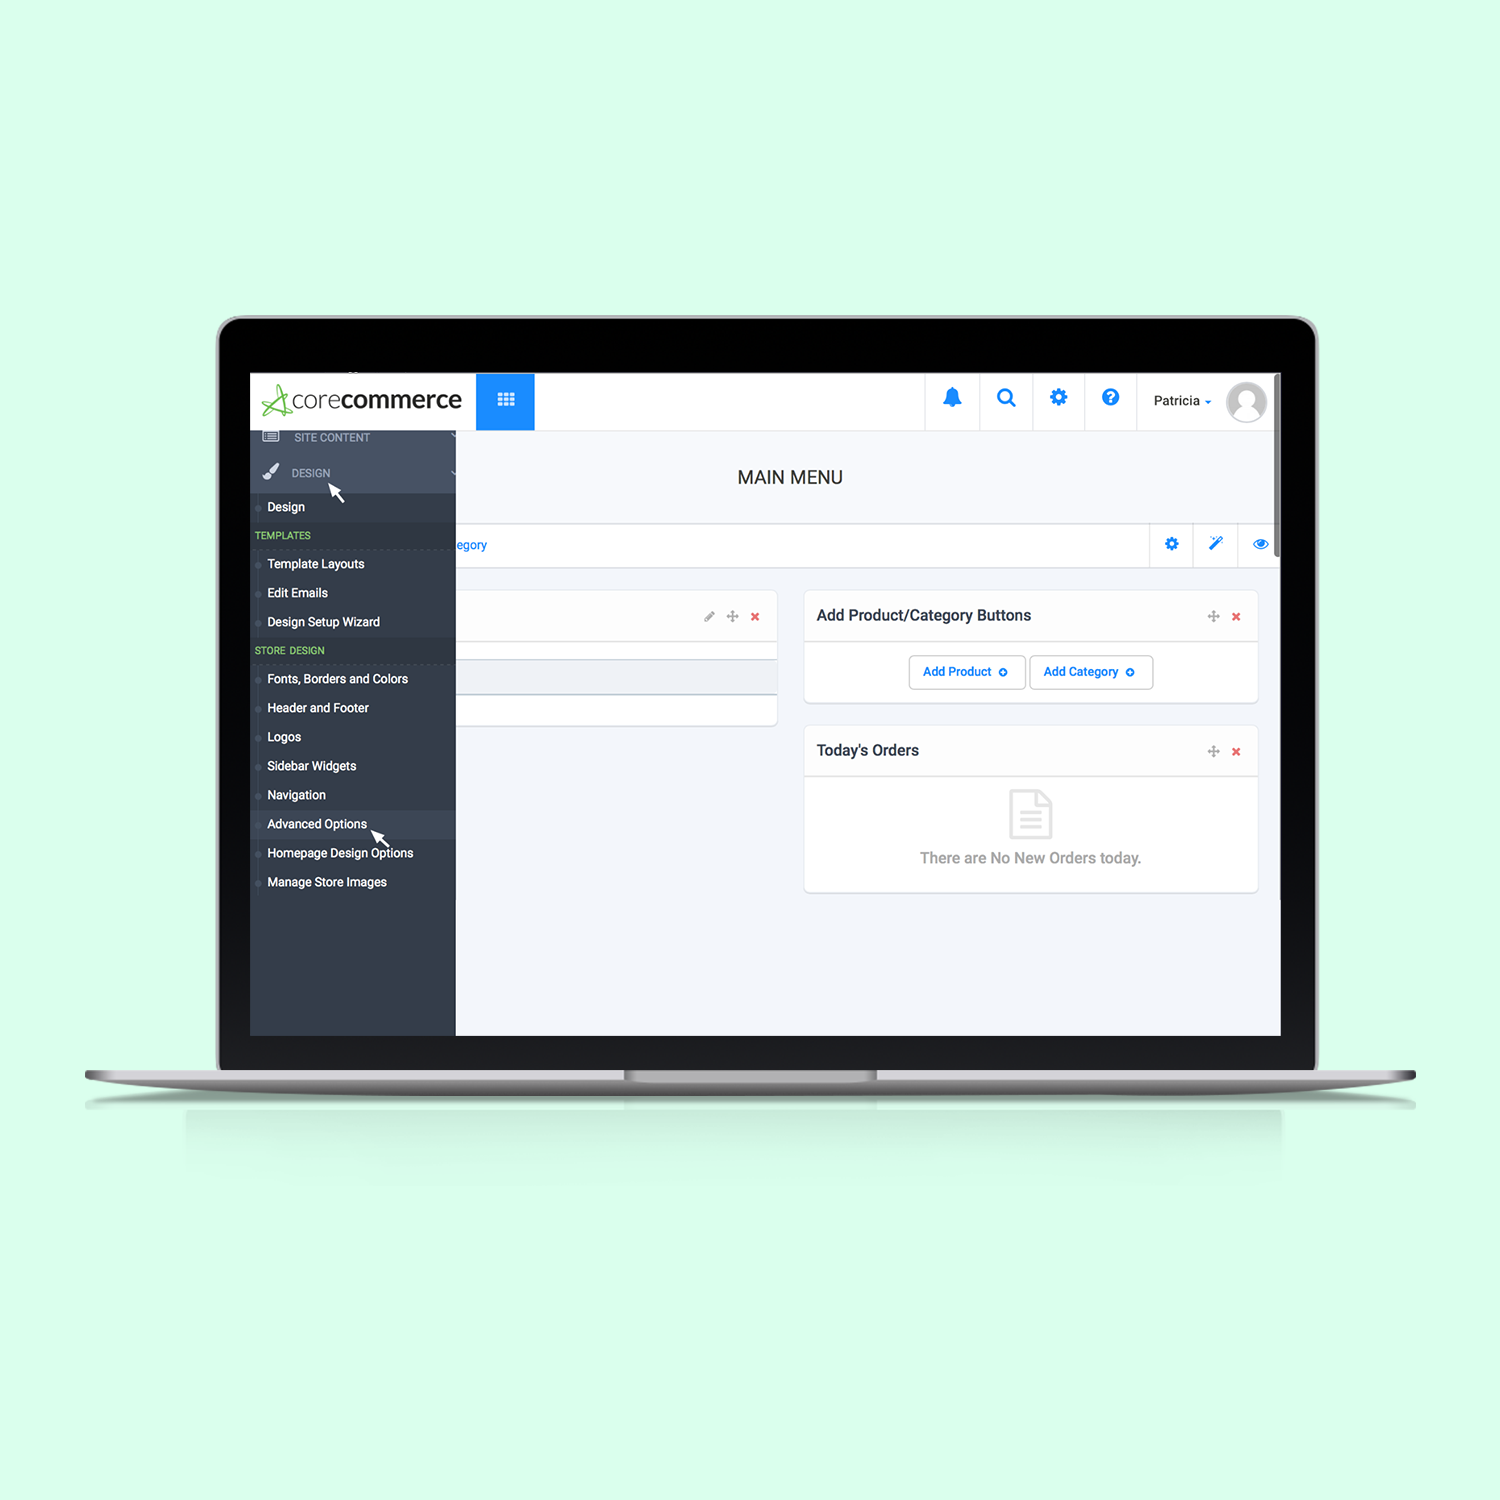 corecommerce
Patricia
SITE CONTENT
DESIGN
Design
TEMPLATES
Template Layouts
Edit Emails
Design Setup Wizard
STORE DESIGN
Fonts, Borders and Colors
Header and Footer
Logos
Sidebar Widgets
Navigation
Advanced Options
Homepage Design Options
Manage Store Images
MAIN MENU
egory
Add Product/Category Buttons
Add Product
Add Category
Today's Orders
There are No New Orders today.